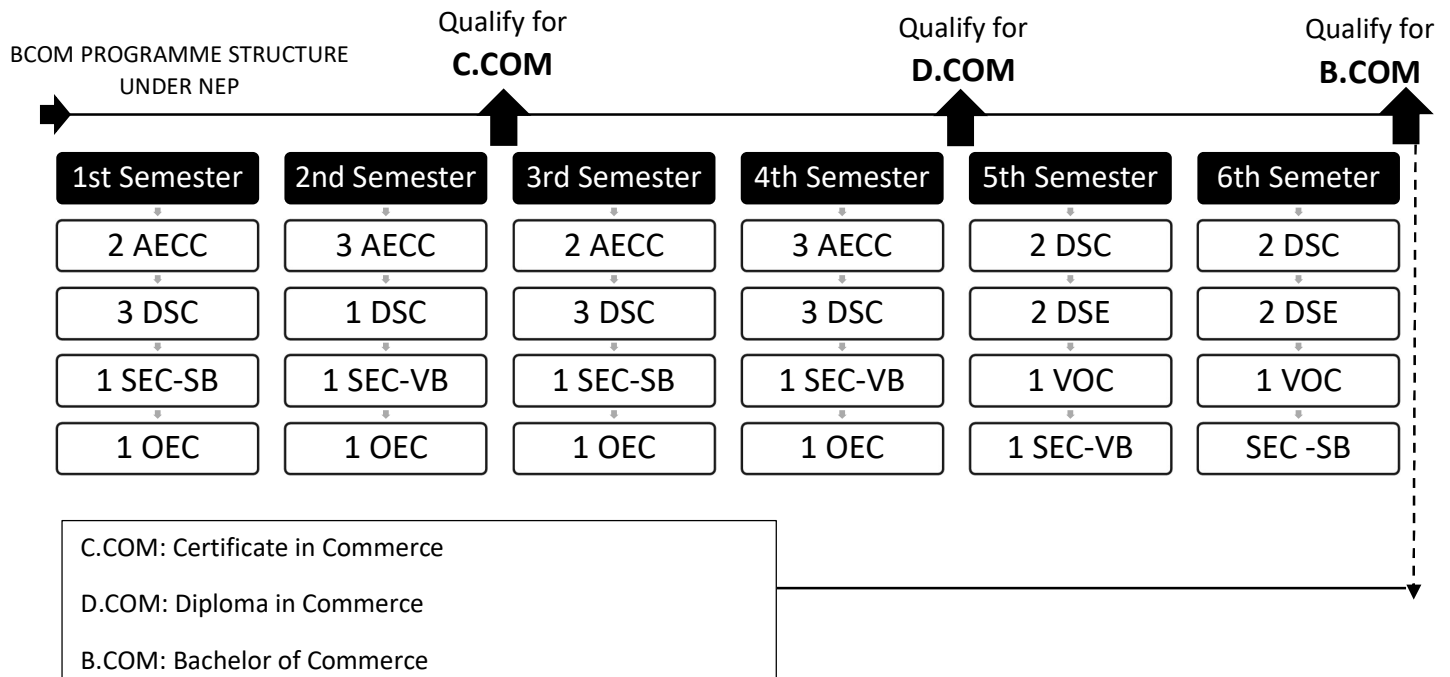 BCOM PROGRAMME STRUCTURE
UNDER NEP
Qualify for
C.COM
Qualify for
D.COM
Qualify for
B.COM
1st Semester
2 AECC
3 DSC
1 SEC-SB
1 OEC
2nd Semester
3 AECC
1 DSC
1 SEC-VB
1 OEC
3rd Semester
2 AECC
3 DSC
1 SEC-SB
1 OEC
4th Semester
3 AECC
3 DSC
1 SEC-VB
1 OEC
5th Semester
2 DSC
2 DSE
1 VOC
1 SEC-VB
6th Semeter
2 DSC
2 DSE
1 VOC
SEC -SB
C.COM: Certificate in Commerce
D.COM: Diploma in Commerce
B.COM: Bachelor of Commerce